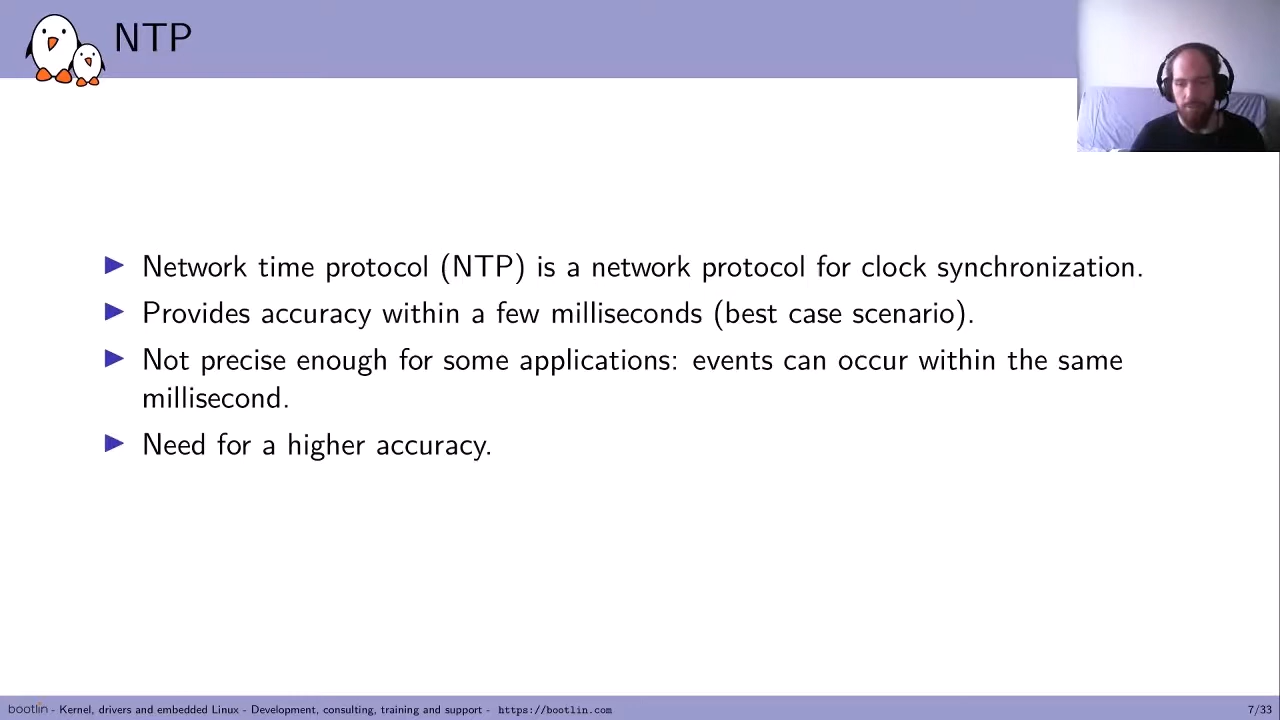 NTP
Network time protocol (NTP) is a network protocol for clock synchronization.
Provides accuracy within a few milliseconds (best case scenario).
Not precise enough for some applications: events can occur within the same
millisecond.
Need for a higher accuracy.
bootlin - Kernel, drivers and embedded Linux - Development, consulting, training and support - https://bootlin.com
7/33